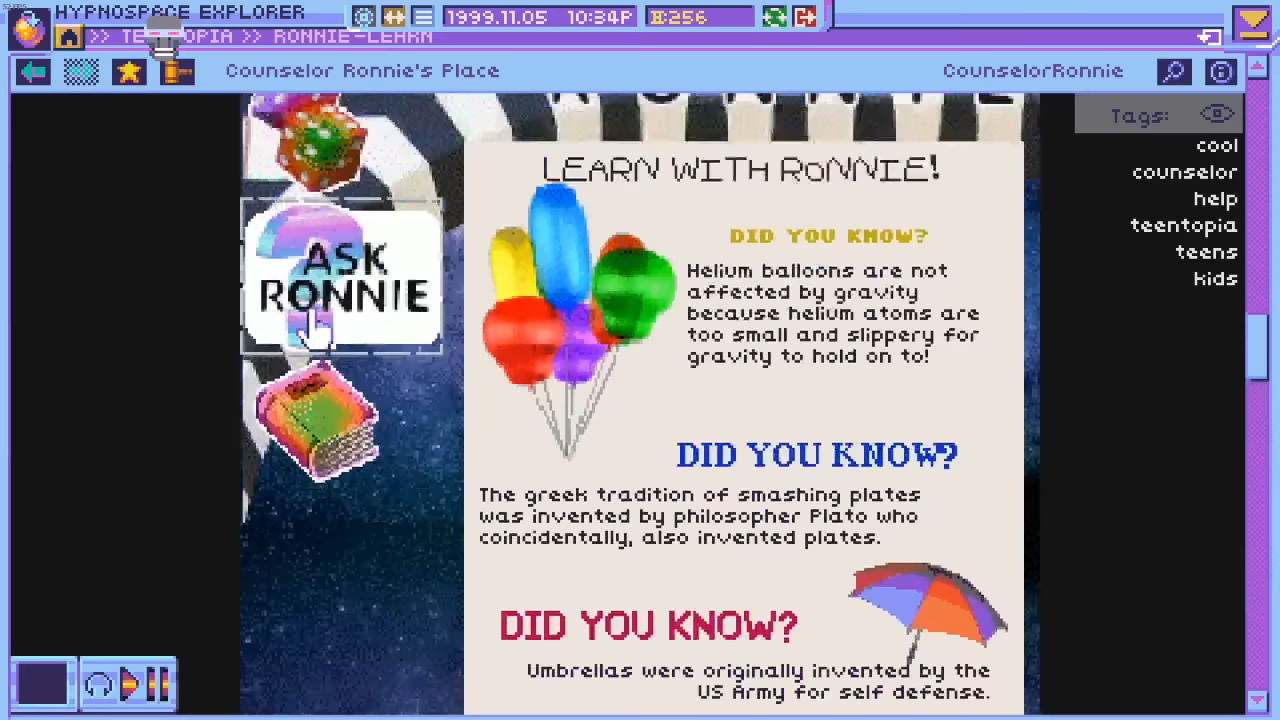 HYPNOSPACE EXPLORER
1999.11.05 10:34P
256
>> TE OPIA >> RONNIE-LEARN
Counselor Ronnie's Place
CounselorRonnie
Tags:
cool
counselor
help
teentopia
teens
kids
ASK
RONNIE
LEARN WITH RoNNIE!
DID YOU KNOW?
Helium balloons are not
affected by gravity
because helium atoms are
too small and slippery for
gravity to hold on to!
DID YOU KNOW?
The greek tradition of smashing plates
was invented by philosopher Plato who
coincidentally, also invented plates.
DID YOU KNOW?
Umbrellas were originally invented by the
US Army for self defense.